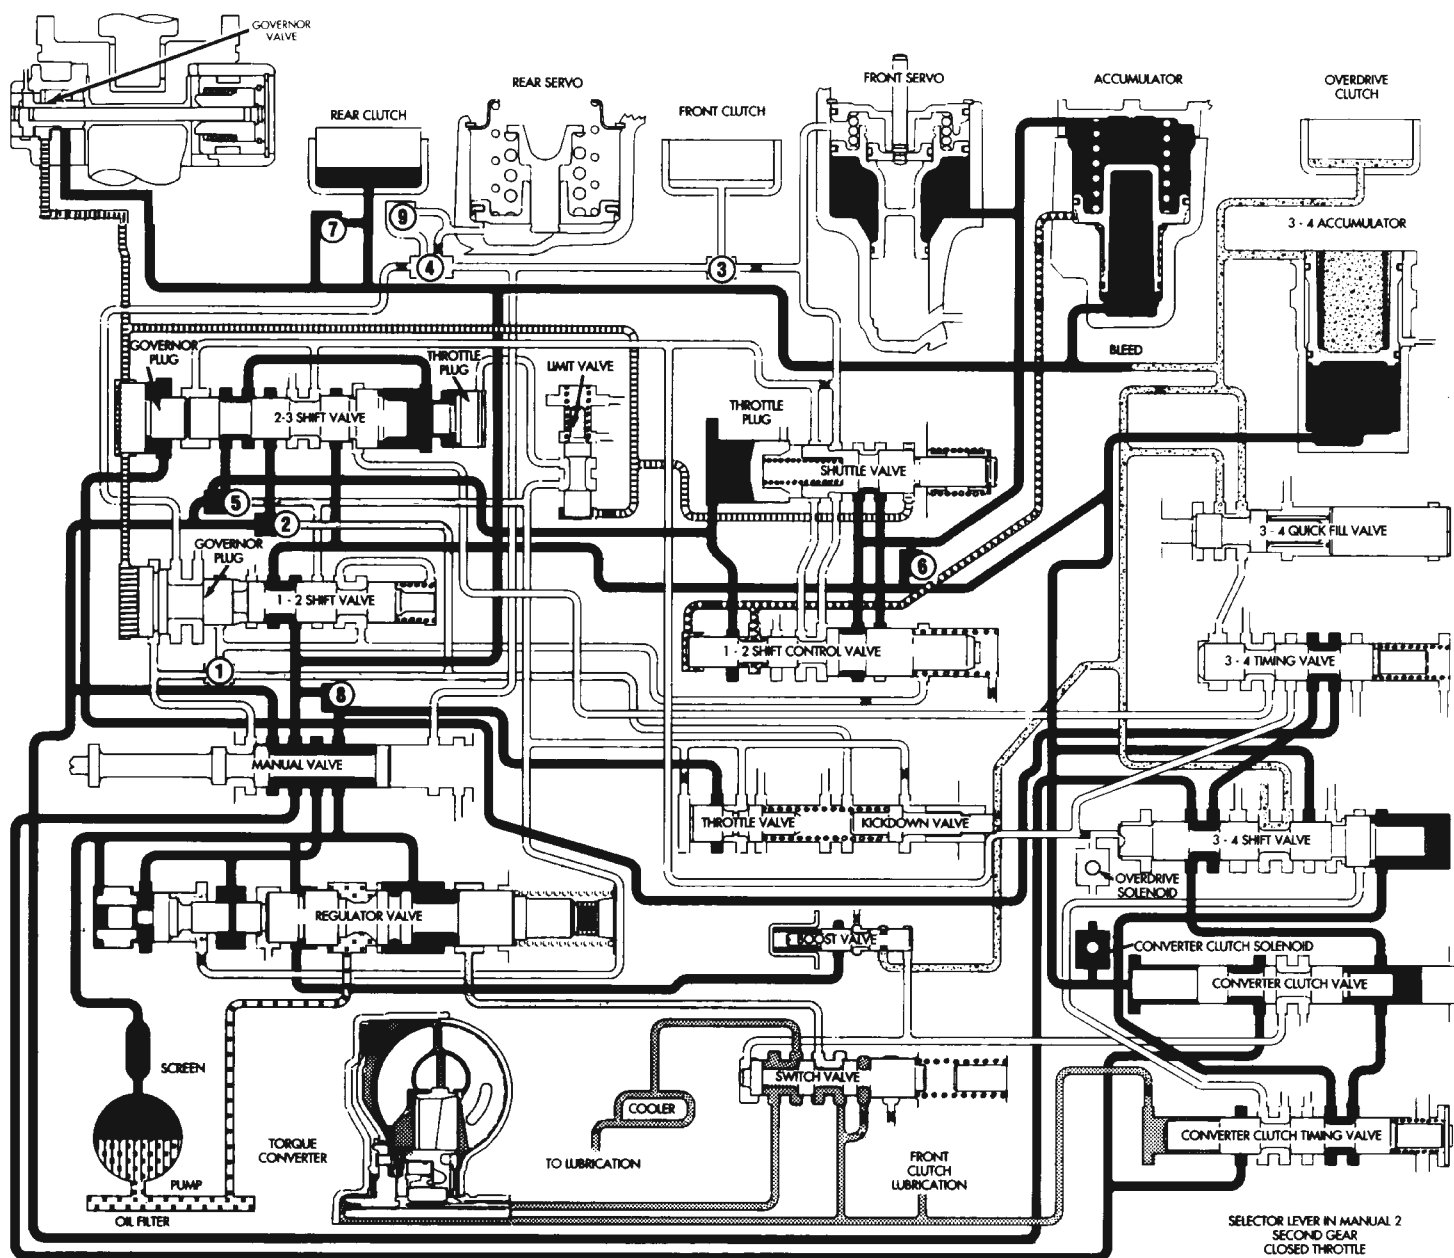 GOVERNOR
VALVE
REAR SERVO
FRONT SERVO
ACCUMULATOR
OVERDRIVE
CLUTCH
REAR CLUTCH
FRONT CLUTCH
9
7
4
3
3 - 4 ACCUMULATOR
GOVERNOR
PLUG
THROTTLE
PLUG
LIMIT VALVE
BLEED
2-3 SHIFT VALVE
THROTTLE
PLUG
SHUTTLE VALVE
5
2
3 - 4 QUICK FILL VALVE
GOVERNOR
PLUG
6
1 - 2 SHIFT VALVE
1 - 2 SHIFT CONTROL VALVE
3 - 4 TIMING VALVE
1
8
MANUAL VALVE
THROTTLE VALVE
KICKDOWN VALVE
3 - 4 SHIFT VALVE
OVERDRIVE
SOLENOID
REGULATOR VALVE
BOOST VALVE
CONVERTER CLUTCH SOLENOID
CONVERTER CLUTCH VALVE
SCREEN
SWITCH VALVE
COOLER
CONVERTER CLUTCH TIMING VALVE
TORQUE
CONVERTER
TO LUBRICATION
FRONT
CLUTCH
LUBRICATION
PUMP
OIL FILTER
SELECTOR LEVER IN MANUAL 2
SECOND GEAR
CLOSED THROTTLE